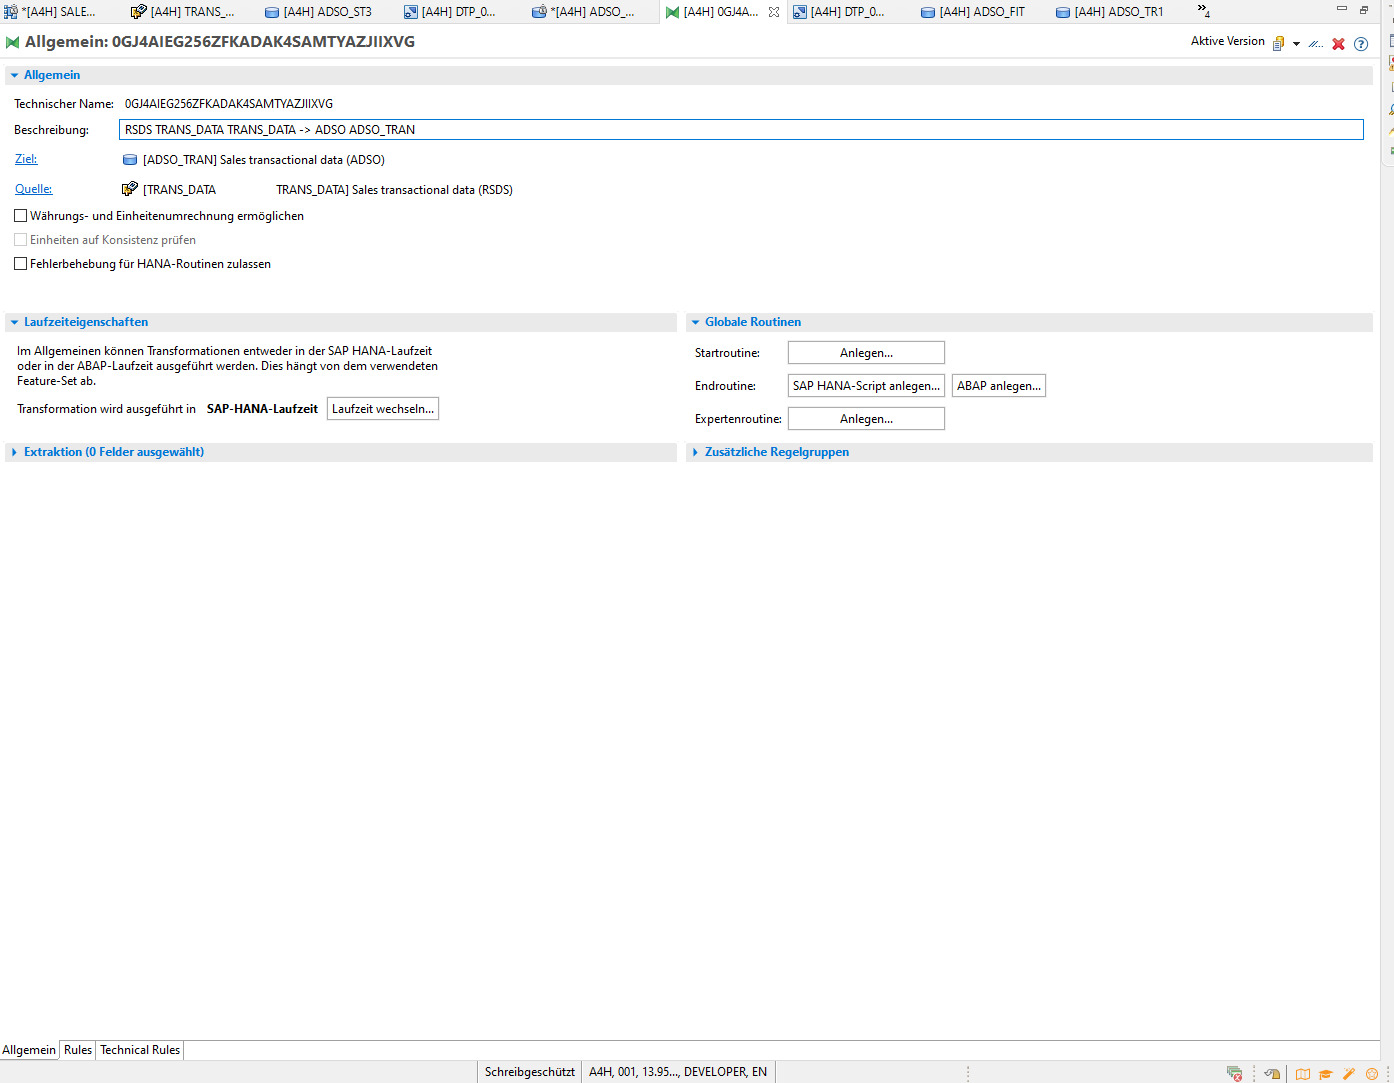 *[A4H] SALE... [A4H] TRANS_... [A4H] ADSO_ST3 [A4H] DTP_0... *[A4H] ADSO_... [A4H] 0GJ4A... [A4H] DTP_0... [A4H] ADSO_FIT [A4H] ADSO_TR1 »4
Allgemein: 0GJ4AIEG256ZFKADAK4SAMTYAZJIIXVG
Aktive Version
Allgemein
Technischer Name: 0GJ4AIEG256ZFKADAK4SAMTYAZJIIXVG
Beschreibung: RSDS TRANS_DATA TRANS_DATA -> ADSO ADSO_TRAN
Ziel: [ADSO_TRAN] Sales transactional data (ADSO)
Quelle: [TRANS_DATA TRANS_DATA] Sales transactional data (RSDS)
Währungs- und Einheitenumrechnung ermöglichen
Einheiten auf Konsistenz prüfen
Fehlerbehebung für HANA-Routinen zulassen
Laufzeiteigenschaften
Im Allgemeinen können Transformationen entweder in der SAP HANA-Laufzeit
oder in der ABAP-Laufzeit ausgeführt werden. Dies hängt von dem verwendeten
Feature-Set ab.
Transformation wird ausgeführt in SAP-HANA-Laufzeit Laufzeit wechseln...
Globale Routinen
Startroutine: Anlegen...
Endroutine: SAP HANA-Script anlegen... ABAP anlegen...
Expertenroutine: Anlegen...
Extraktion (0 Felder ausgewählt)
Zusätzliche Regelgruppen
Allgemein Rules Technical Rules
Schreibgeschützt A4H, 001, 13.95..., DEVELOPER, EN